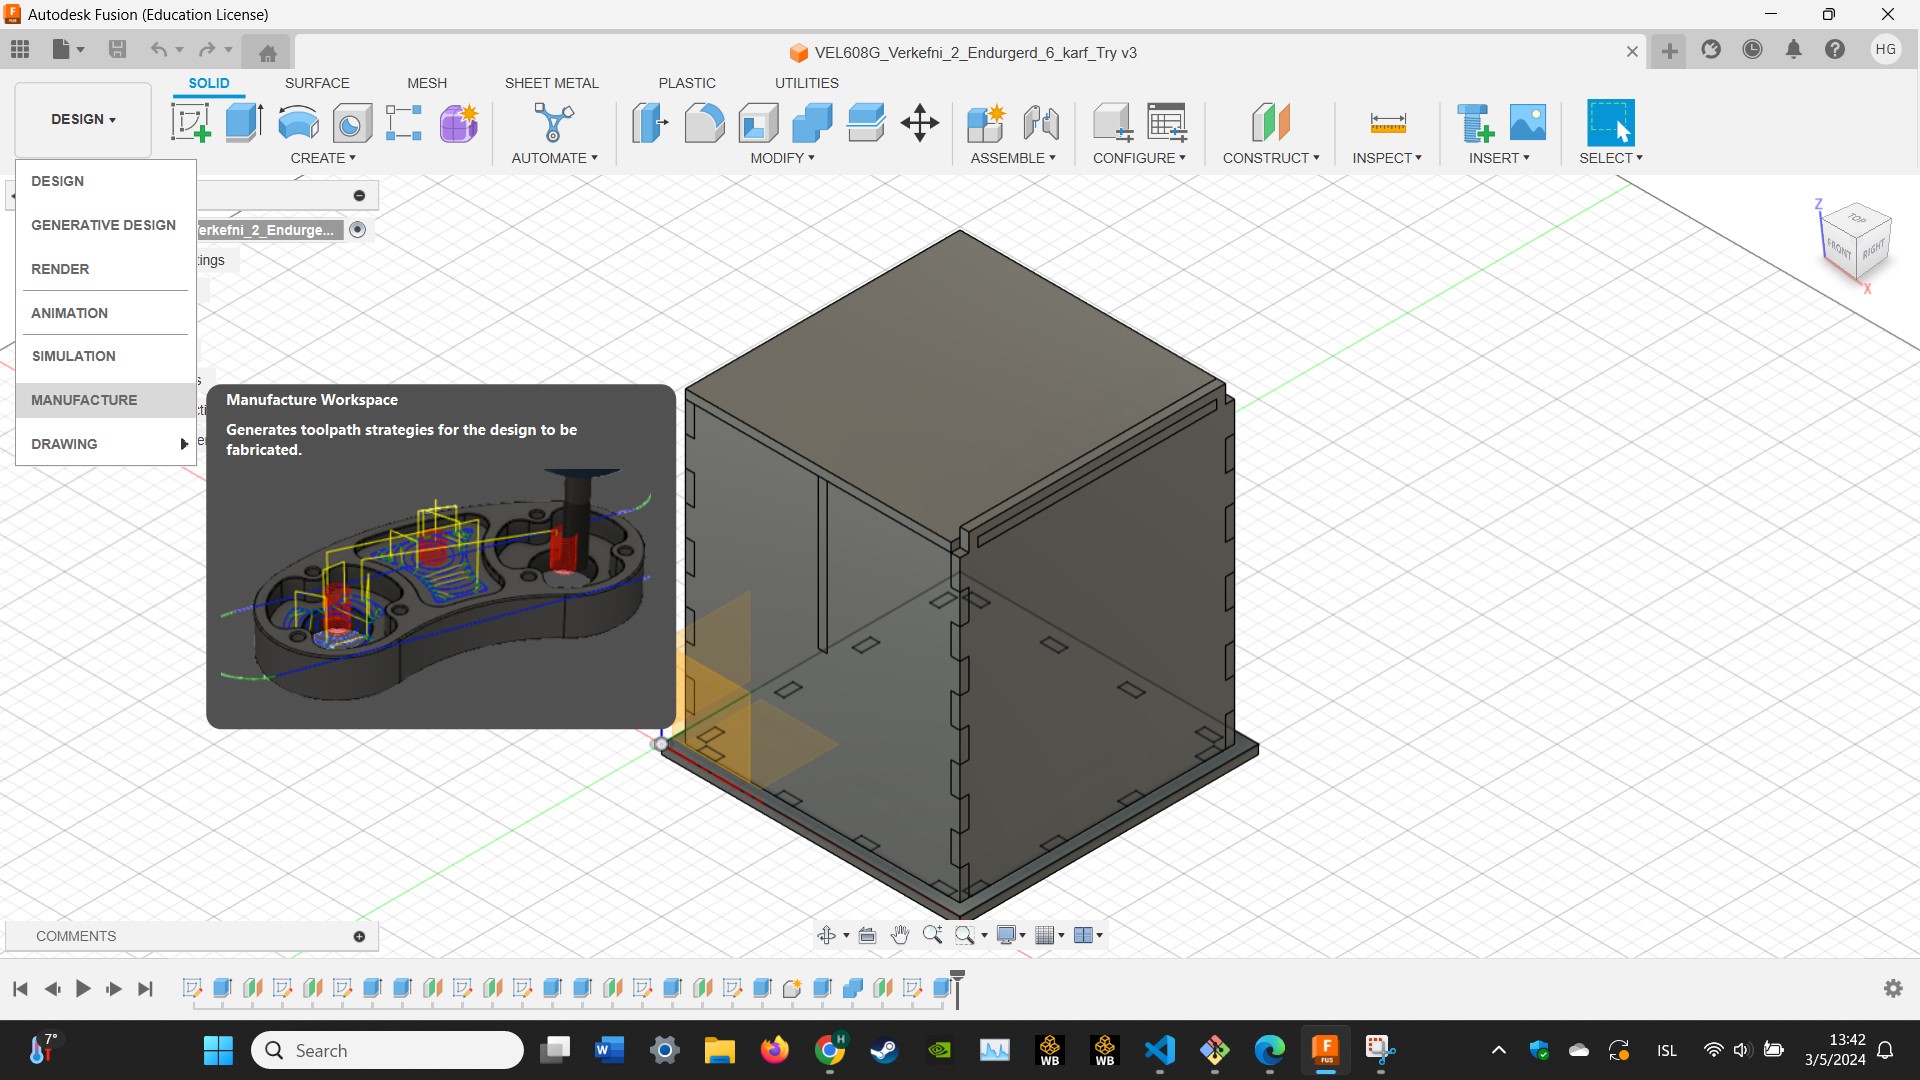 Autodesk Fusion (Education License)
VEL608G_Verkefni_2_Endurgerd_6_karf_Try v3
HG
SOLID SURFACE MESH SHEET METAL PLASTIC UTILITIES
DESIGN
CREATE AUTOMATE MODIFY ASSEMBLE CONFIGURE CONSTRUCT INSPECT INSERT SELECT
DESIGN
GENERATIVE DESIGN
RENDER
ANIMATION
SIMULATION
MANUFACTURE
DRAWING
erkefni_2_Endurge...
tings
Manufacture Workspace
Generates toolpath strategies for the design to be
fabricated.
Z
TOP
FRONT
RIGHT
X
COMMENTS
7°
Search
WB
WB
F
FUS
ISL
13:42
3/5/2024